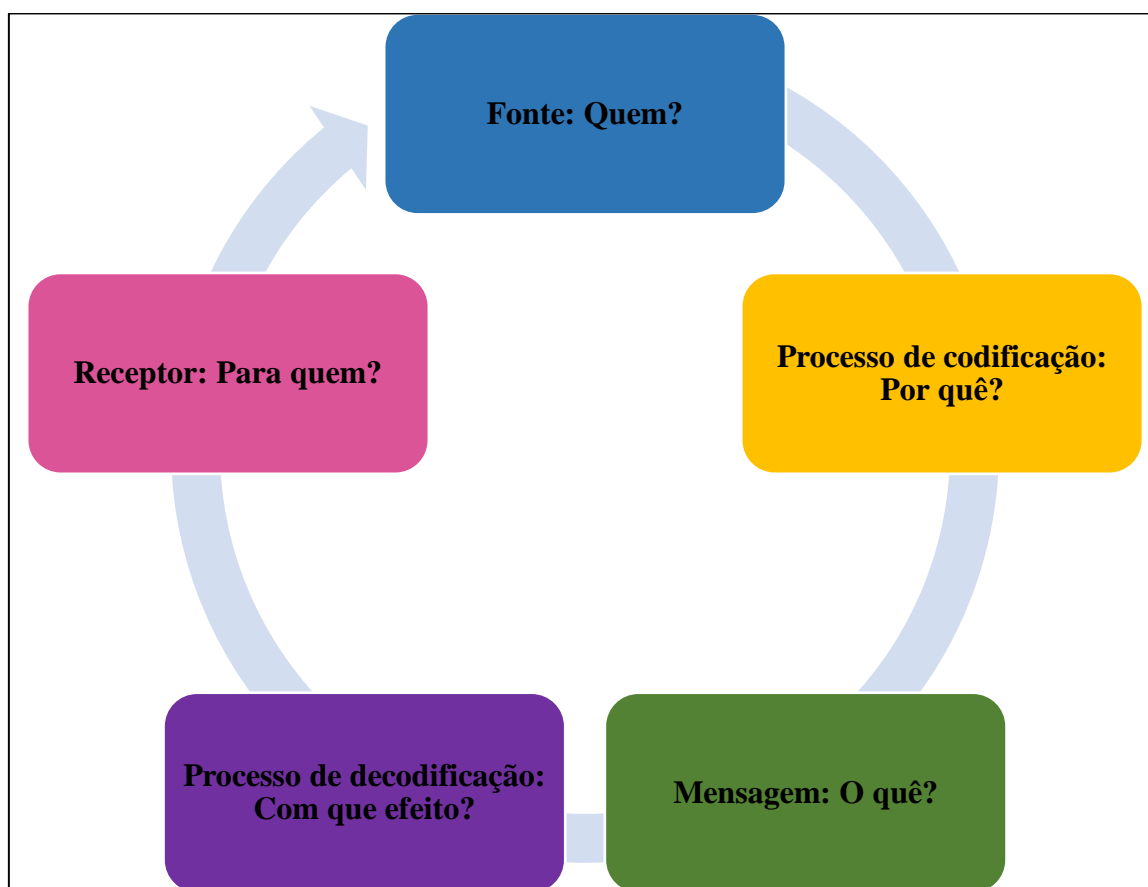 Fonte: Quem?
Processo de codificação:
Por quê?
Mensagem: O quê?
Processo de decodificação:
Com que efeito?
Receptor: Para quem?